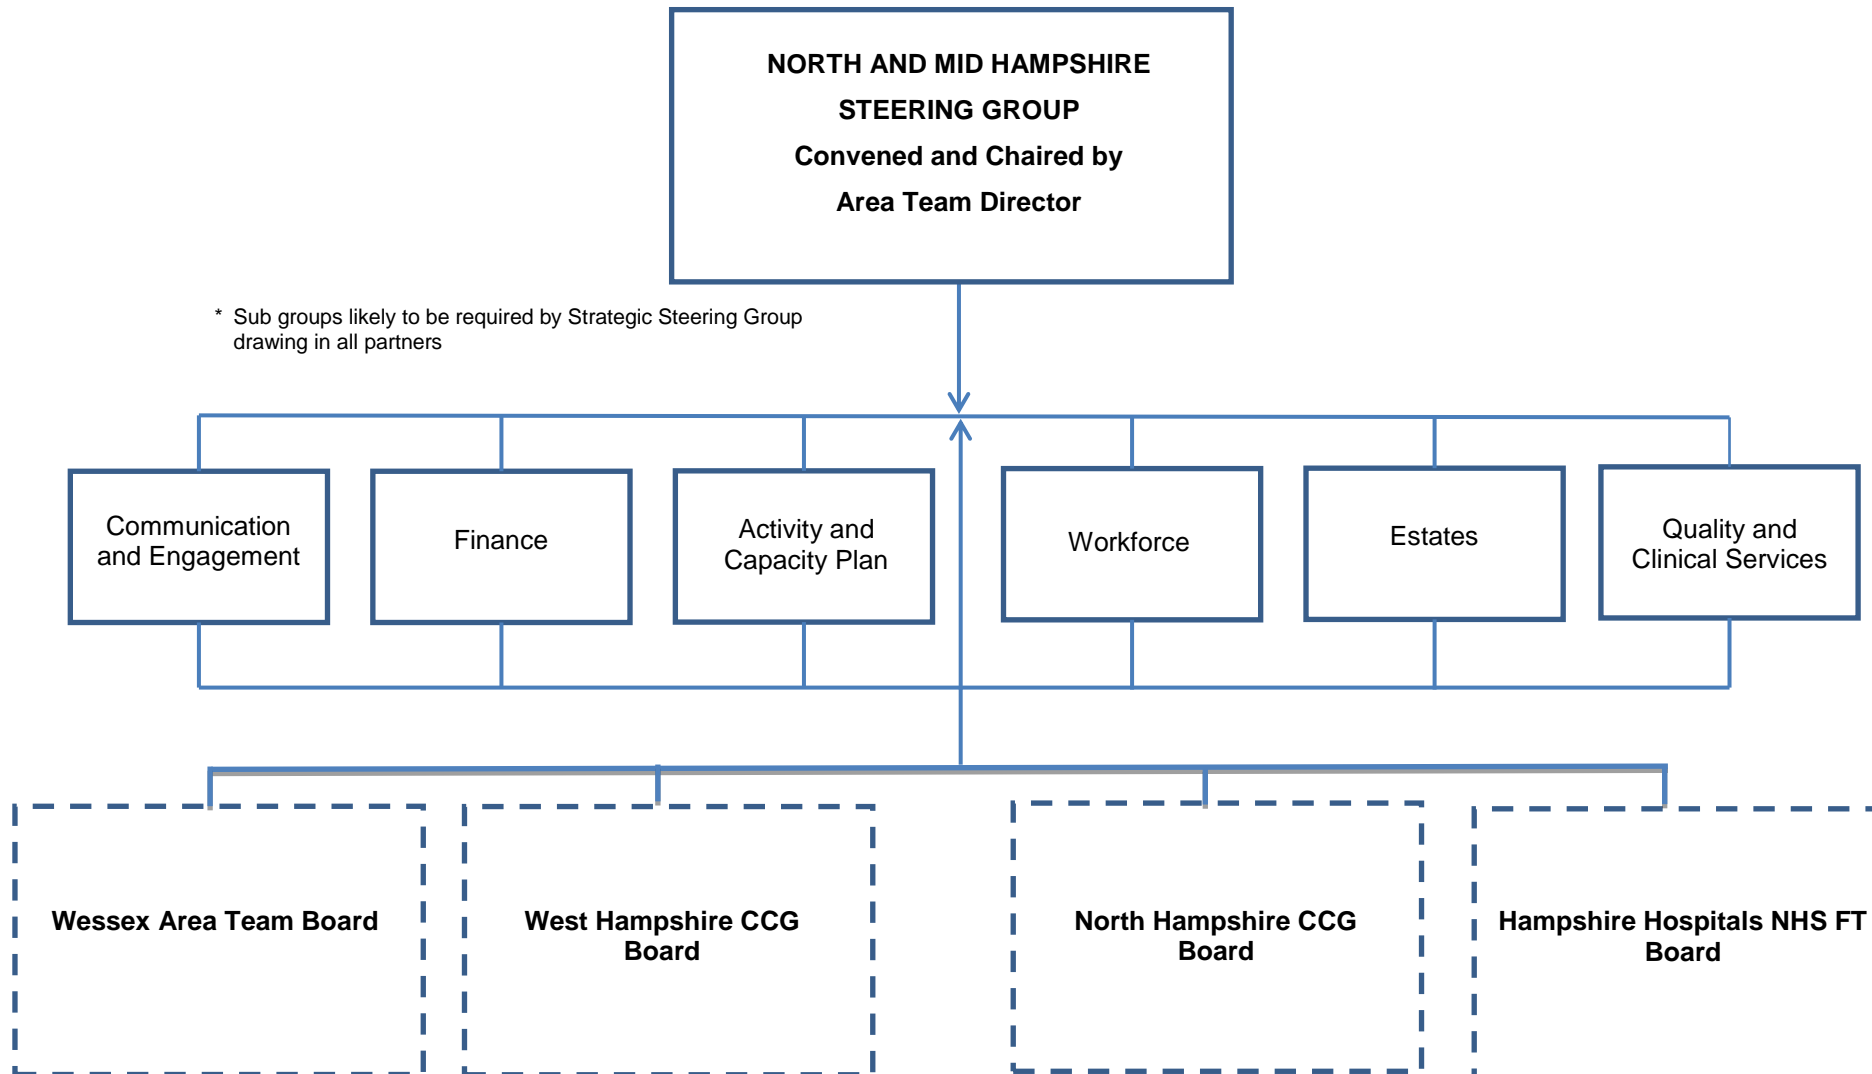 NORTH AND MID HAMPSHIRE
STEERING GROUP
Convened and Chaired by
Area Team Director
* Sub groups likely to be required by Strategic Steering Group
drawing in all partners
Communication
and Engagement
Finance
Activity and
Capacity Plan
Workforce
Estates
Quality and
Clinical Services
Wessex Area Team Board
West Hampshire CCG
Board
North Hampshire CCG
Board
Hampshire Hospitals NHS FT
Board